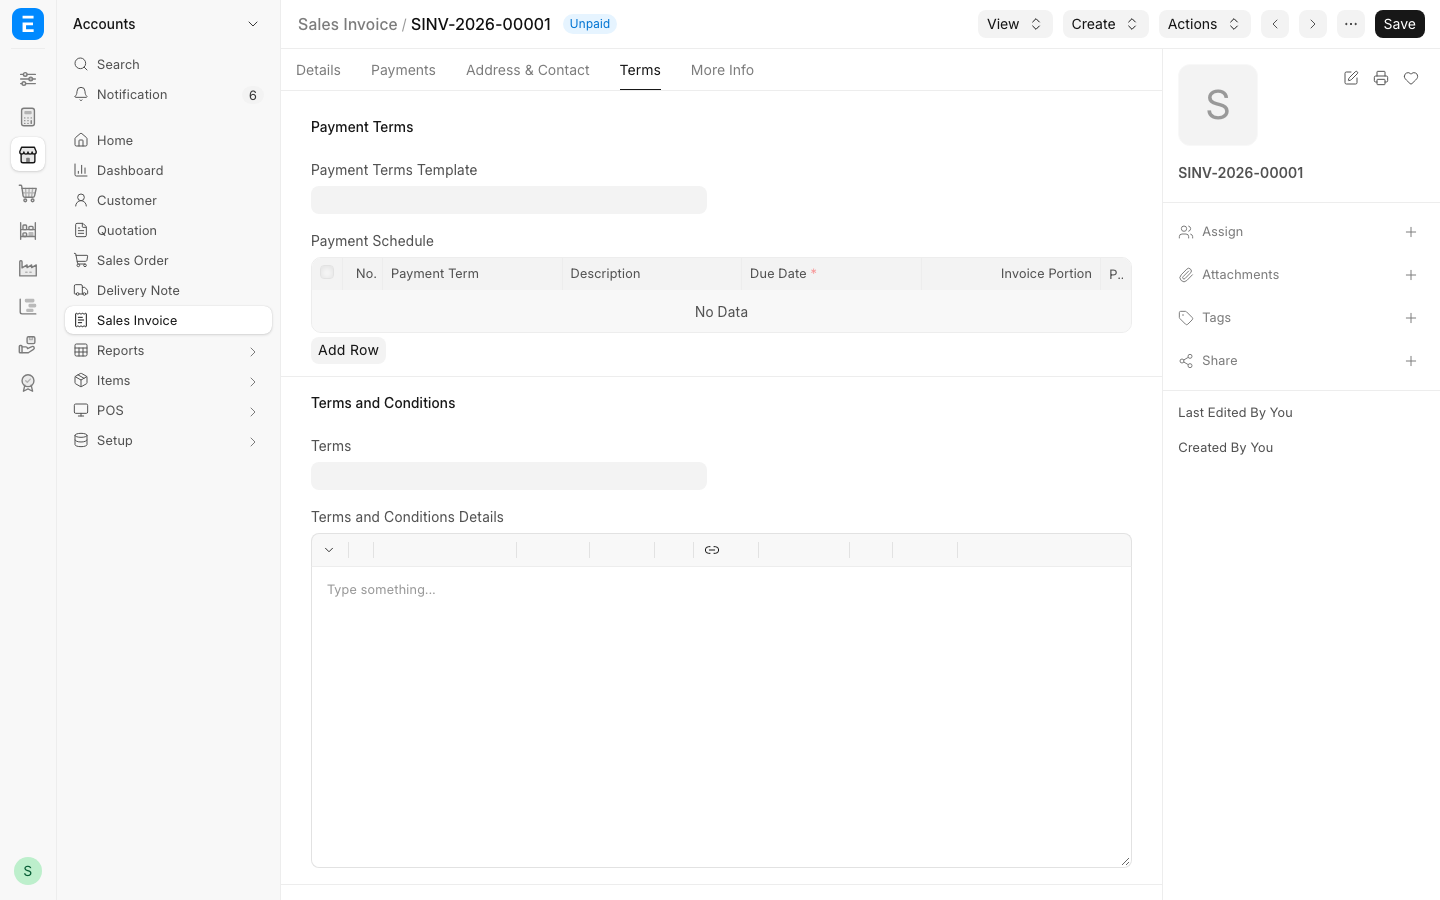 Accounts
Search
Notification 6
Home
Dashboard
Customer
Quotation
Sales Order
Delivery Note
Sales Invoice
Reports
Items
POS
Setup
S
Sales Invoice / SINV-2026-00001 Unpaid
View Create Actions Save
Details Payments Address & Contact Terms More Info
Payment Terms
Payment Terms Template
Payment Schedule
No. Payment Term Description Due Date * Invoice Portion P..
No Data
Add Row
Terms and Conditions
Terms
Terms and Conditions Details
Type something...
S
SINV-2026-00001
Assign
Attachments
Tags
Share
Last Edited By You
Created By You